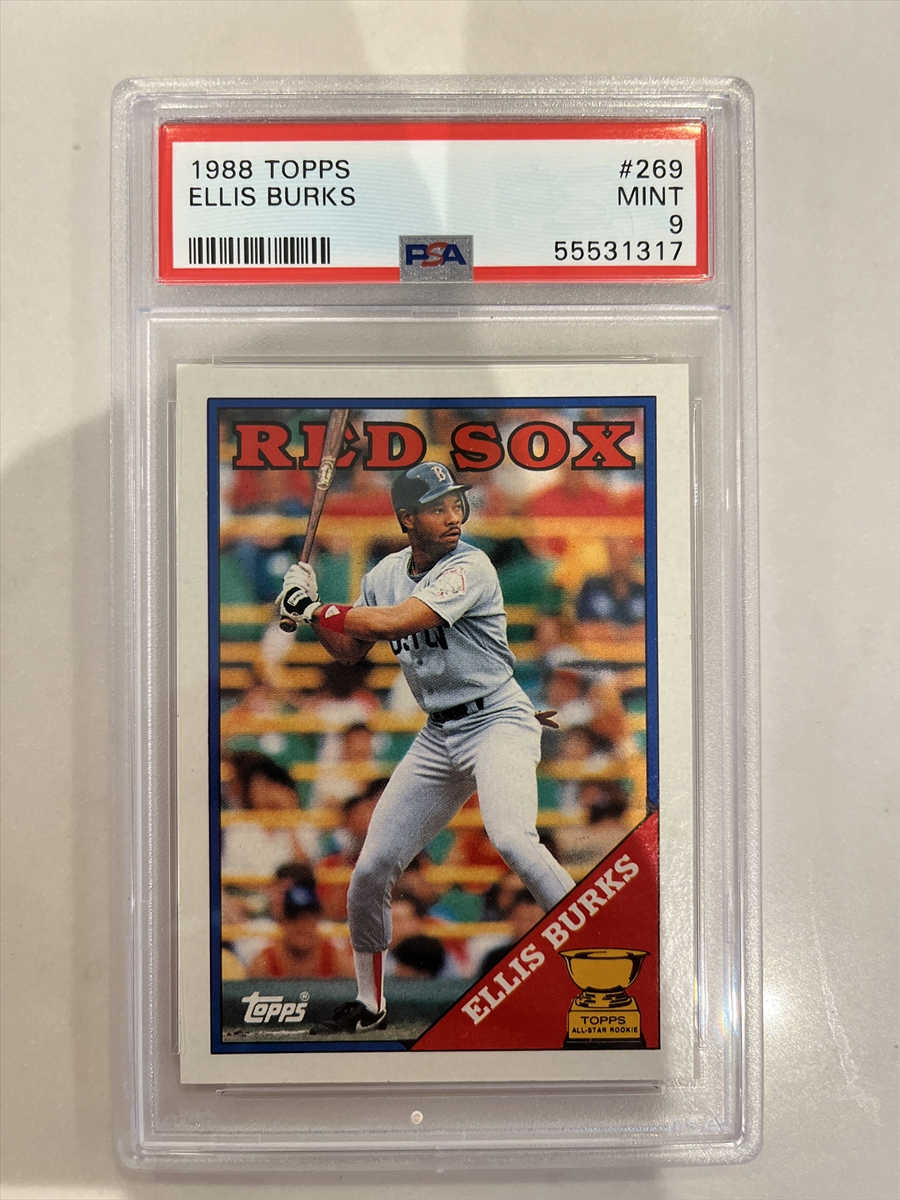 1988 TOPPS #269
ELLIS BURKS MINT
9
PSA 55531317
RED SOX
B
ELLIS BURKS
topps®
TOPPS
ALL-STAR ROOKIE